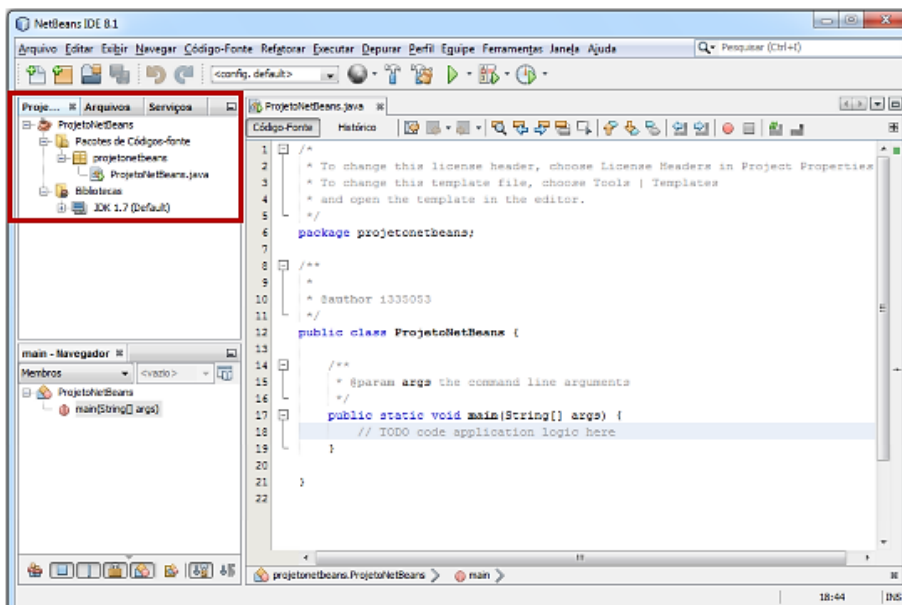 NetBeans IDE 8.1
Arquivo Editar Exibir Navegar Código-Fonte Refatorar Executar Depurar Perfil Equipe Ferramentas Janela Ajuda
Pesquisar (Ctrl+I)
<config. default>
Proje... Arquivos Serviços
ProjetoNetBeans
Pacotes de Códigos-fonte
projetonetbeans
ProjetoNetBeans.java
Bibliotecas
JDK 1.7 (Default)
main - Navegador
Membros <vazio>
ProjetoNetBeans
main(String[] args)
ProjetoNetBeans.java
Código-Fonte Histórico
1 /*
2 * To change this license header, choose License Headers in Project Properties
3 * To change this template file, choose Tools | Templates
4 * and open the template in the editor.
5 */
6 package projetonetbeans;
7
8 /**
9 *
10 * @author i335053
11 */
12 public class ProjetoNetBeans {
13
14 /**
15 * @param args the command line arguments
16 */
17 public static void main(String[] args) {
18 // TODO code application logic here
19 }
20
21 }
22
projetonetbeans.ProjetoNetBeans main
18:44 INS